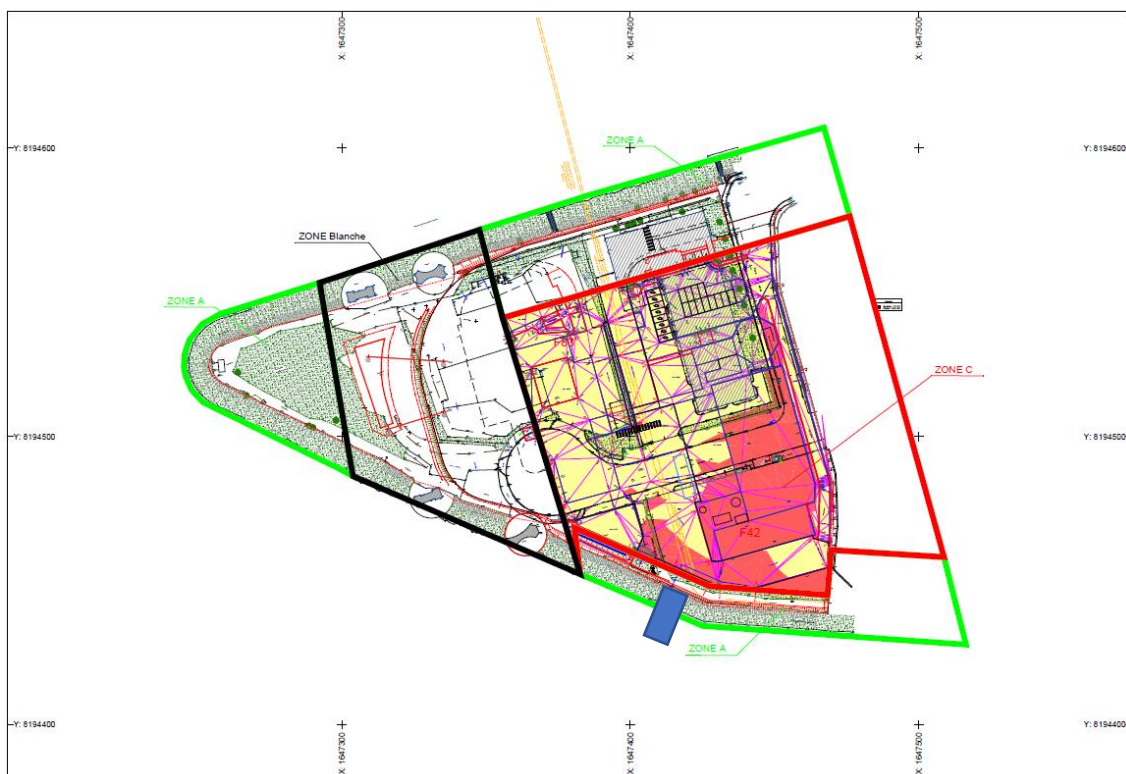 X: 1647300
X: 1647400
X: 1647500
Y: 8194600
Y: 8194600
ZONE A
ZONE Blanche
ZONE A
ZONE C
Y: 8194500
Y: 8194500
F42
ZONE A
Y: 8194400
Y: 8194400
X: 1647300
X: 1647400
X: 1647500